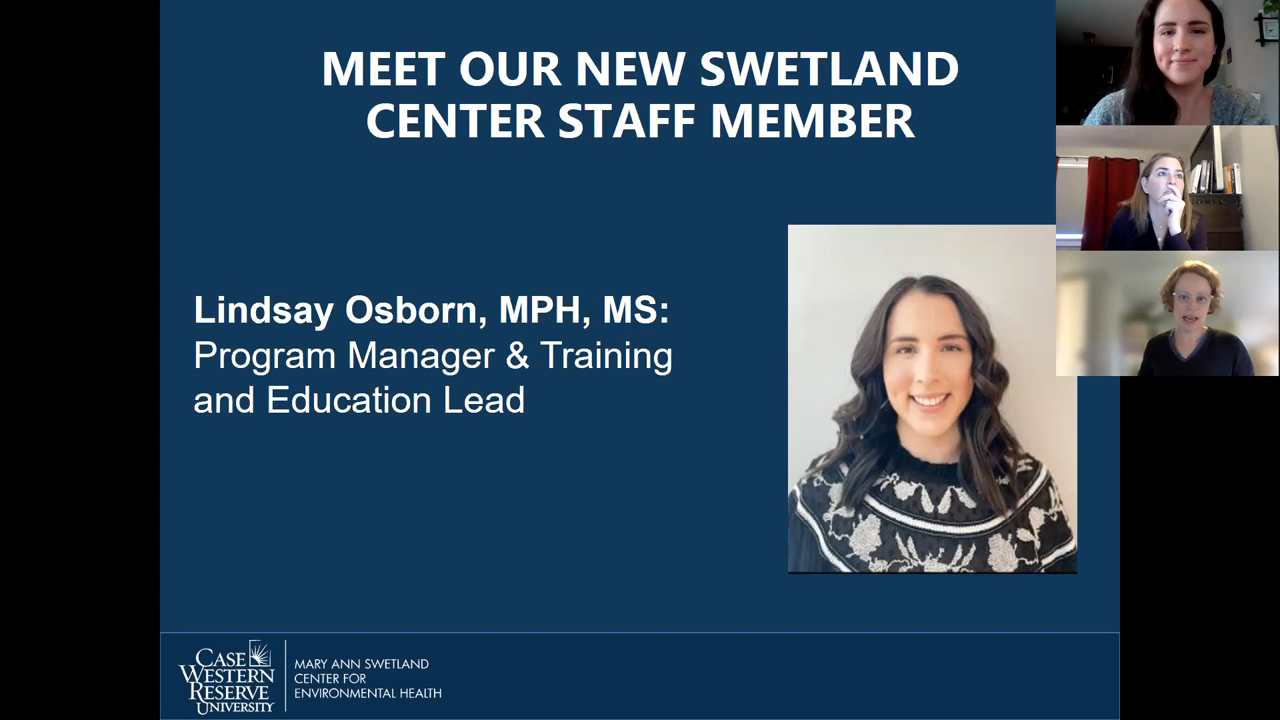 MEET OUR NEW SWETLAND
CENTER STAFF MEMBER
Lindsay Osborn, MPH, MS:
Program Manager & Training
and Education Lead
CASE
WESTERN
RESERVE
UNIVERSITY
MARY ANN SWETLAND
CENTER FOR
ENVIRONMENTAL HEALTH